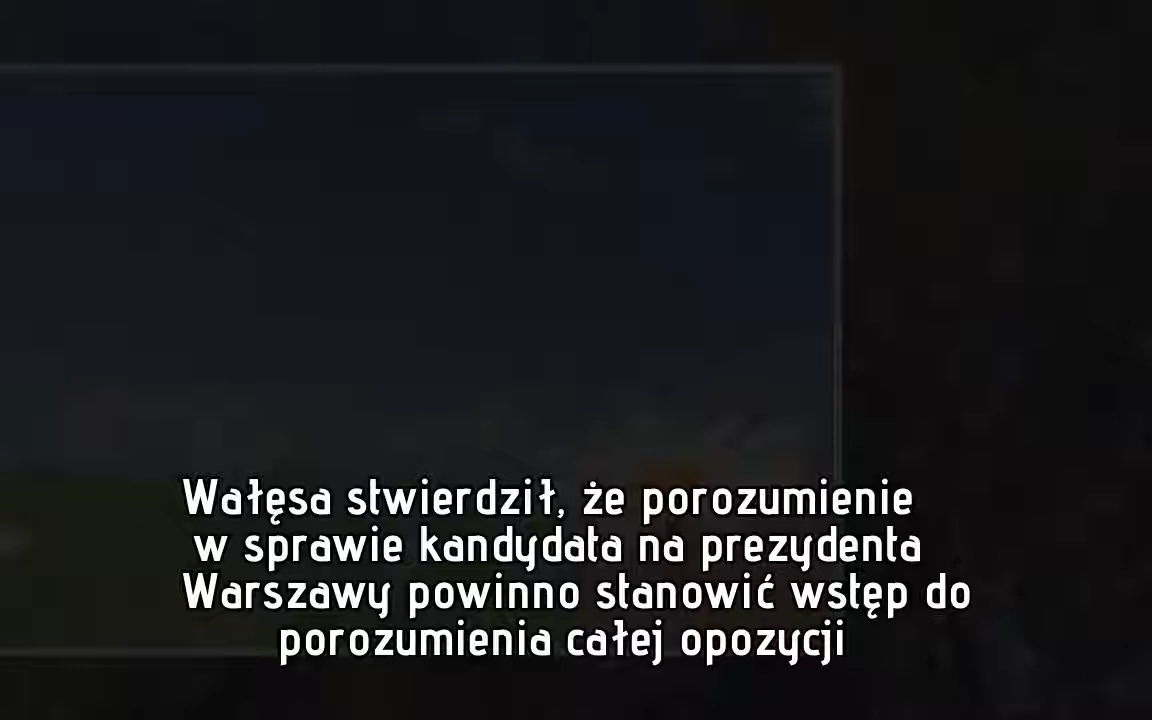 Wałęsa stwierdził, że porozumienie
w sprawie kandydata na prezydenta
Warszawy powinno stanowić wstęp do
porozumienia całej opozycji